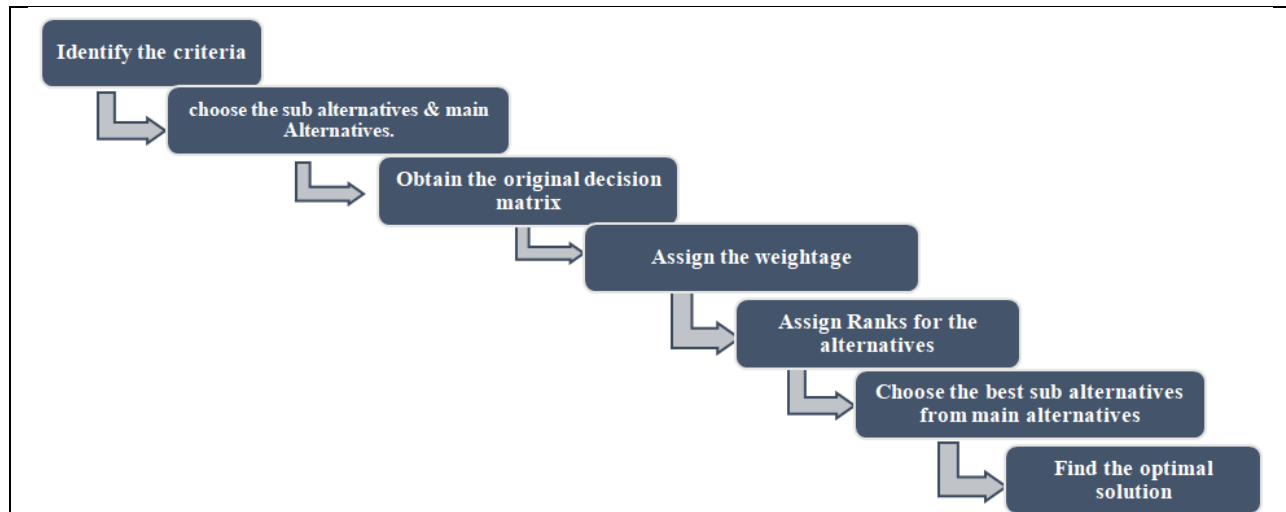 Identify the criteria
choose the sub alternatives & main
Alternatives.
Obtain the original decision
matrix
Assign the weightage
Assign Ranks for the
alternatives
Choose the best sub alternatives
from main alternatives
Find the optimal
solution